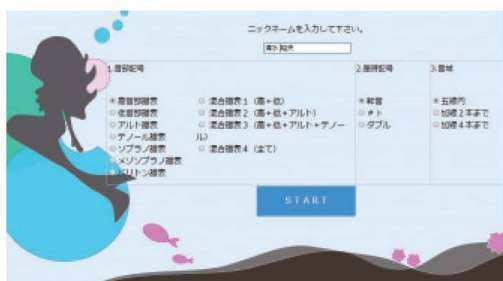 ニックネームを入力して下さい。
1.音部記号
2.臨時記号
3.音域
高音部譜表
低音部譜表
アルト譜表
テノール譜表
ソプラノ譜表
メゾソプラノ譜表
バリトン譜表
混合譜表1 (高+低)
混合譜表2 (高+低+アルト)
混合譜表3 (高+低+アルト+テノー
ル)
混合譜表4 (全て)
幹音
#♭
ダブル
五線内
加線2本まで
加線4本まで
START